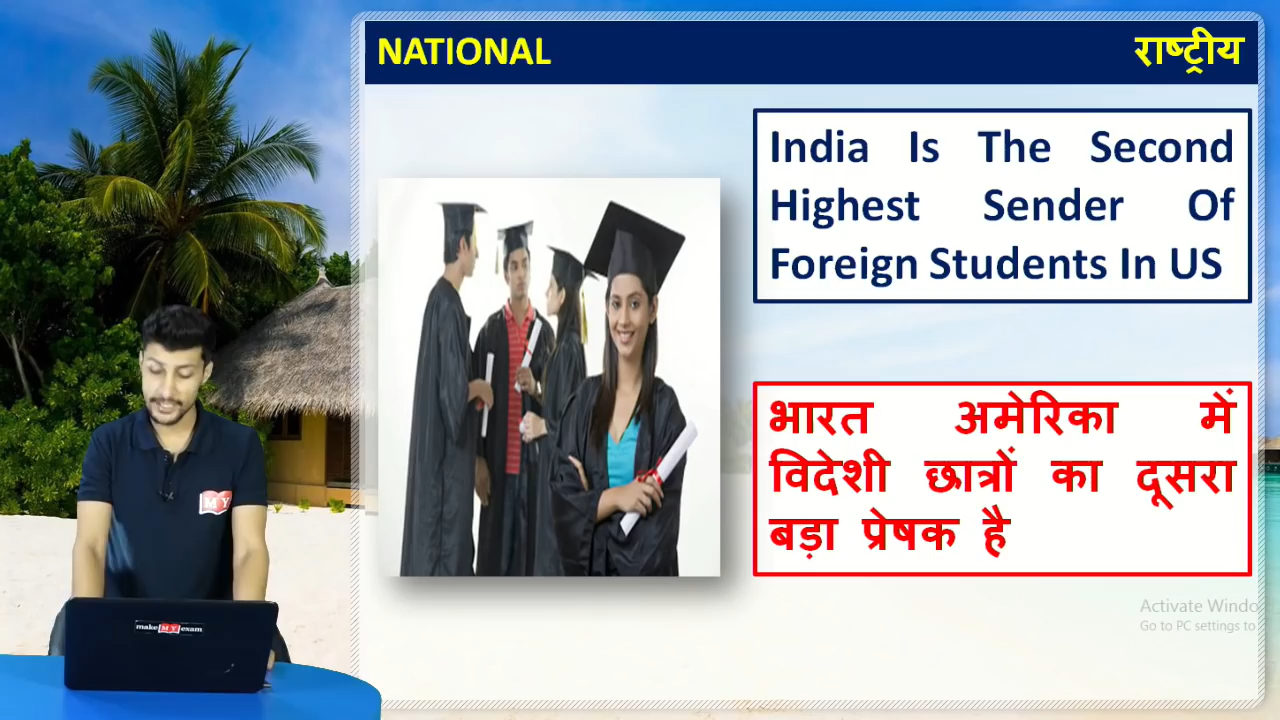 NATIONAL
राष्ट्रीय
India Is The Second
Highest Sender Of
Foreign Students In US
भारत अमेरिका में
विदेशी छात्रों का दूसरा
बड़ा प्रेषक है
Activate Windo
Go to PC settings to
MY
make MY exam